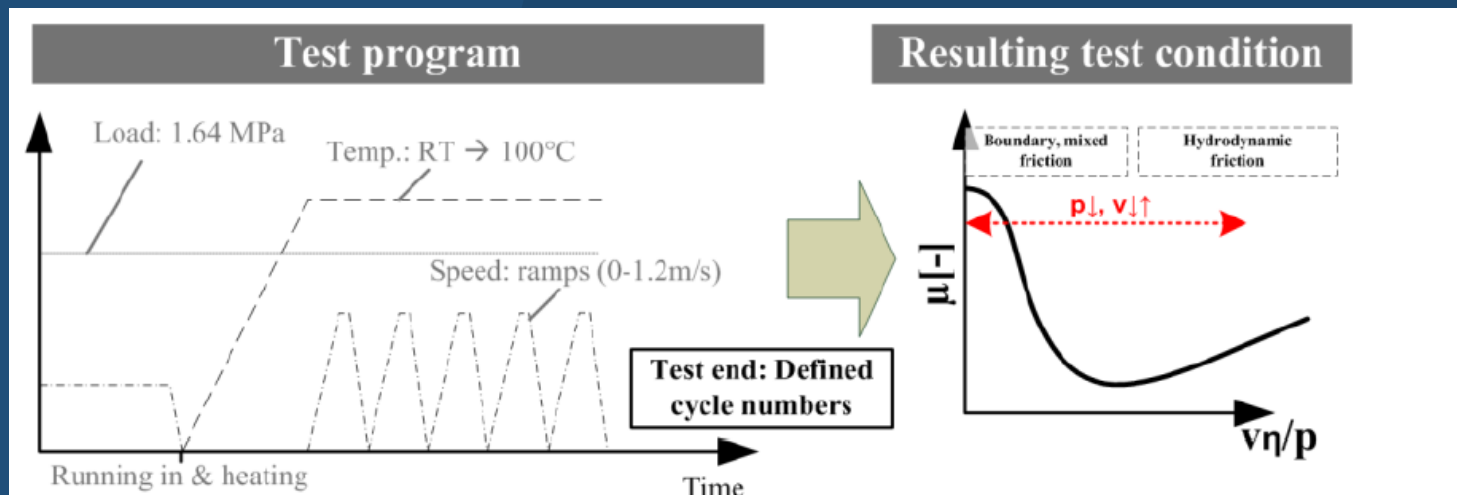 Test program
Resulting test condition
Load: 1.64 MPa
Temp.: RT → 100°C
Speed: ramps (0-1.2m/s)
Test end: Defined
cycle numbers
Running in & heating
Time
Boundary, mixed
friction
Hydrodynamic
friction
p↓, v↓↑
μ[-]
vη/p